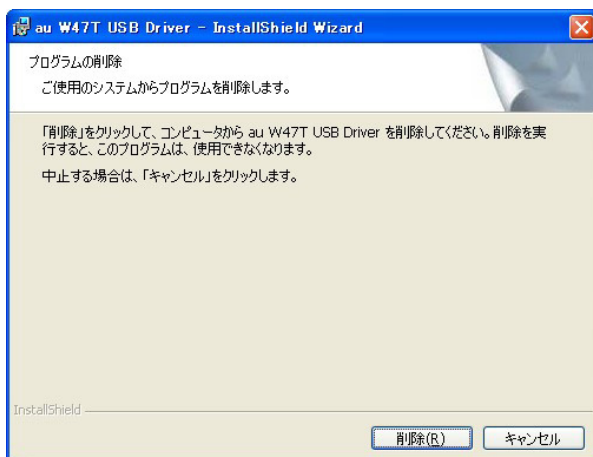 au W47T USB Driver - InstallShield Wizard
プログラムの削除
ご使用のシステムからプログラムを削除します。
「削除」をクリックして、コンピュータから au W47T USB Driver を削除してください。削除を実
行すると、このプログラムは、使用できなくなります。
中止する場合は、「キャンセル」をクリックします。
InstallShield
削除(R) キャンセル